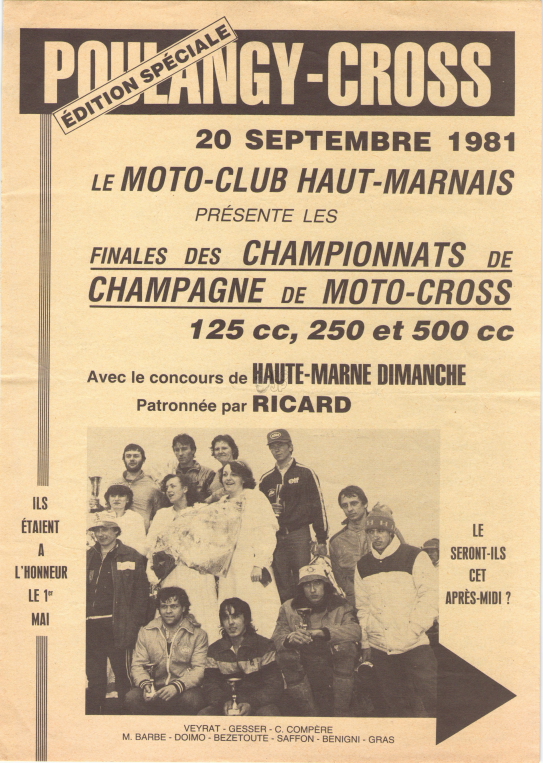 POULANGY-CROSS
ÉDITION SPÉCIALE
20 SEPTEMBRE 1981
LE MOTO-CLUB HAUT-MARNAIS
PRÉSENTE LES
FINALES DES CHAMPIONNATS DE
CHAMPAGNE DE MOTO-CROSS
125 cc, 250 et 500 cc
Avec le concours de HAUTE-MARNE DIMANCHE
Patronnée par RICARD
ILS
ÉTAIENT
A
L'HONNEUR
LE 1er
MAI
LE
SERONT-ILS
CET
APRÈS-MIDI ?
VEYRAT - GESSER - C. COMPÈRE
M. BARBE - DOIMO - BEZETOUTE - SAFFON - BENIGNI - GRAS